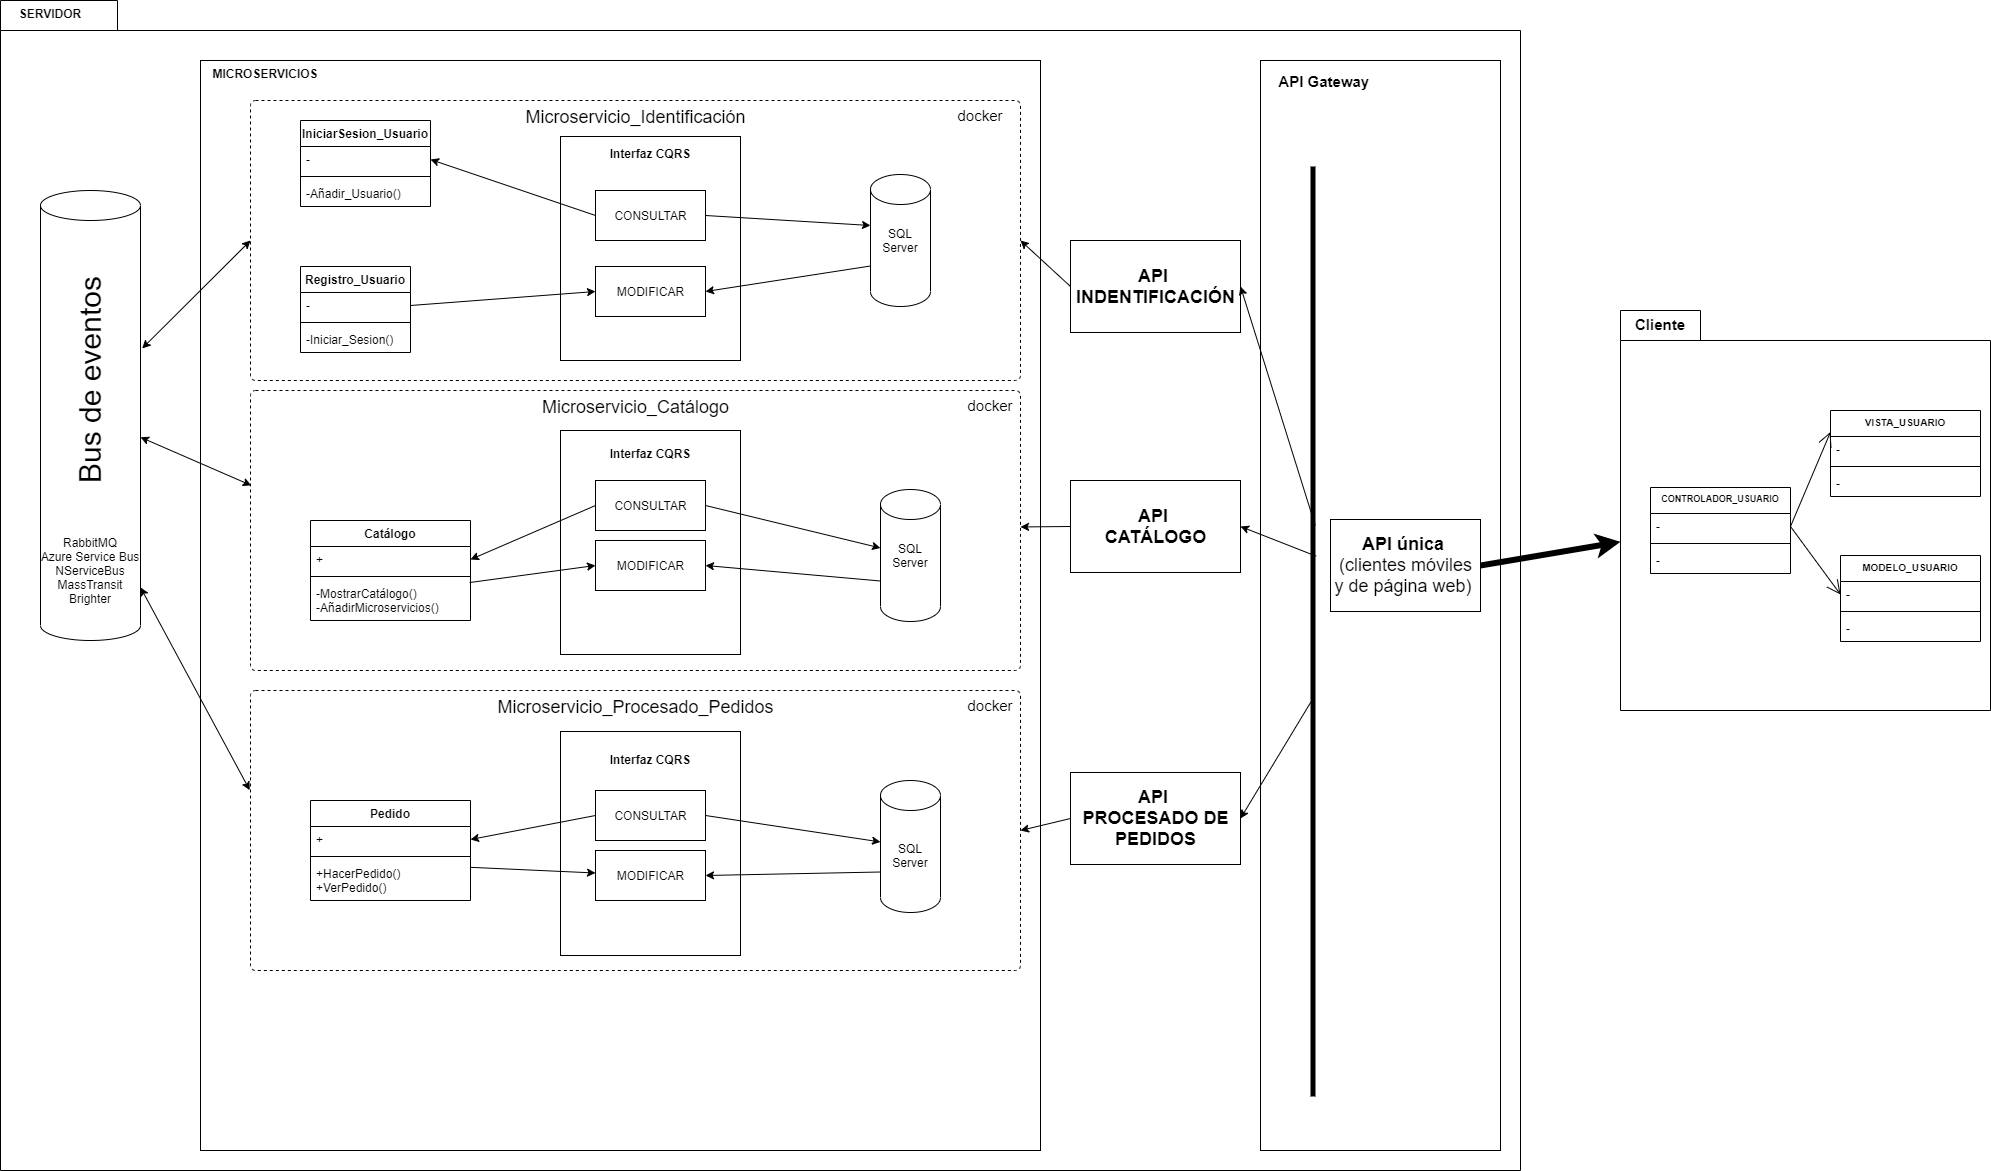 SERVIDOR
MICROSERVICIOS
Microservicio_Identificación
docker
IniciarSesion_Usuario
-
-Añadir_Usuario()
Registro_Usuario
-
-Iniciar_Sesion()
Interfaz CQRS
CONSULTAR
MODIFICAR
SQL
Server
Bus de eventos
RabbitMQ
Azure Service Bus
NServiceBus
MassTransit
Brighter
Microservicio_Catálogo
docker
Catálogo
+
-MostrarCatálogo()
-AñadirMicroservicios()
Interfaz CQRS
CONSULTAR
MODIFICAR
SQL
Server
Microservicio_Procesado_Pedidos
docker
Pedido
+
+HacerPedido()
+VerPedido()
Interfaz CQRS
CONSULTAR
MODIFICAR
SQL
Server
API
INDENTIFICACIÓN
API
CATÁLOGO
API
PROCESADO DE
PEDIDOS
API Gateway
API única
(clientes móviles
y de página web)
Cliente
CONTROLADOR_USUARIO
-
-
VISTA_USUARIO
-
-
MODELO_USUARIO
-
-